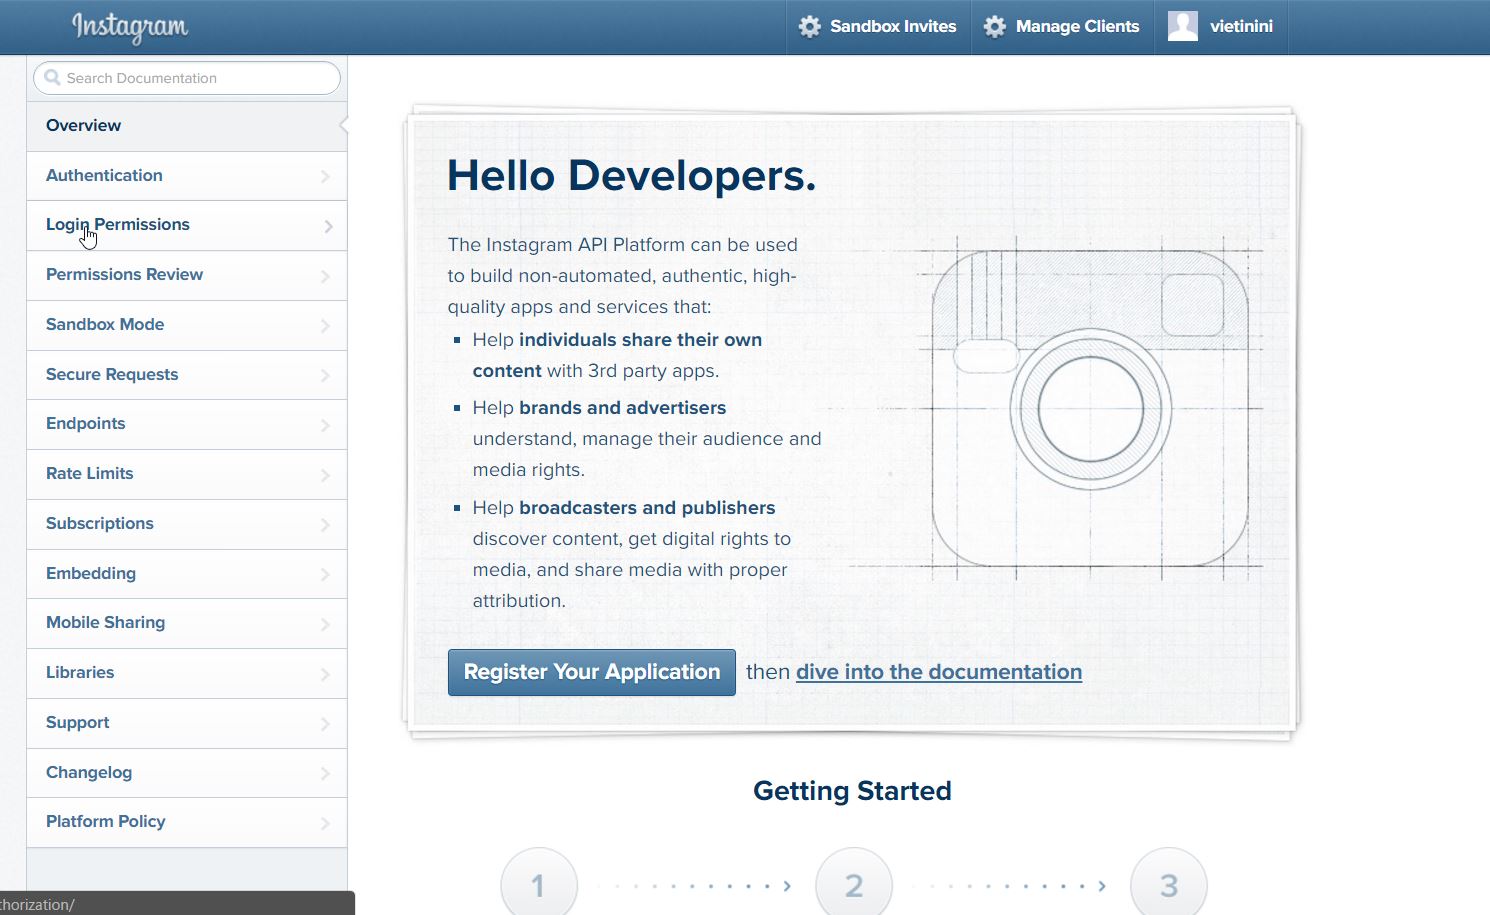 Instagram
Sandbox Invites
Manage Clients
vietinini
Search Documentation
Overview
Authentication
Login Permissions
Permissions Review
Sandbox Mode
Secure Requests
Endpoints
Rate Limits
Subscriptions
Embedding
Mobile Sharing
Libraries
Support
Changelog
Platform Policy
Hello Developers.
The Instagram API Platform can be used
to build non-automated, authentic, high-
quality apps and services that:
Help individuals share their own
content with 3rd party apps.
Help brands and advertisers
understand, manage their audience and
media rights.
Help broadcasters and publishers
discover content, get digital rights to
media, and share media with proper
attribution.
Register Your Application then dive into the documentation
Getting Started
1
2
3
horization/